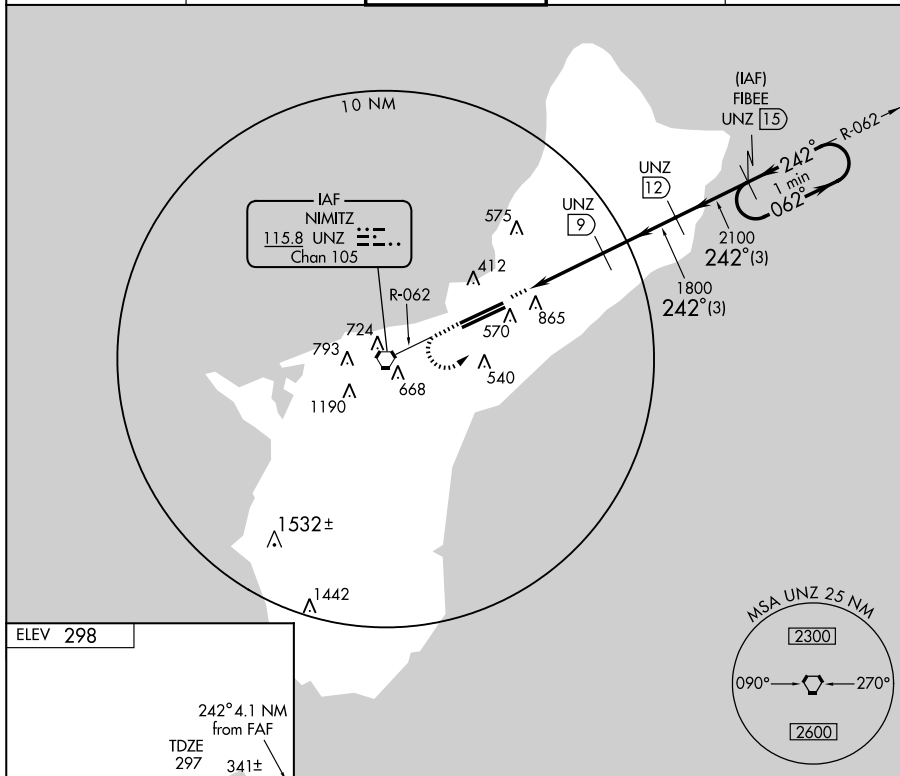 10 NM
(IAF)
FIBEE
UNZ 15
R-062
242°
1 min
062°
UNZ
12
UNZ
9
2100
242°(3)
1800
242°(3)
IAF
NIMITZ
115.8 UNZ
Chan 105
575
412
R-062
865
570
724
793
668
540
1190
1532±
1442
MSA UNZ 25 NM
2300
090°
270°
2600
ELEV 298
242° 4.1 NM
from FAF
TDZE
297
341±